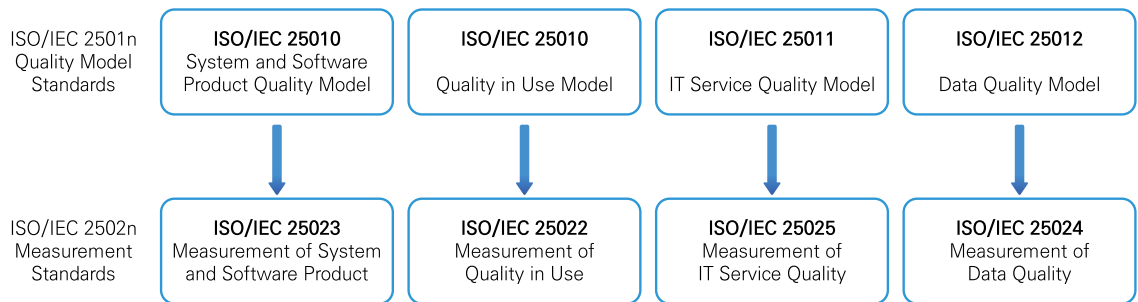 ISO/IEC 2501n
Quality Model
Standards
ISO/IEC 25010
System and Software
Product Quality Model
ISO/IEC 25010
Quality in Use Model
ISO/IEC 25011
IT Service Quality Model
ISO/IEC 25012
Data Quality Model
ISO/IEC 2502n
Measurement
Standards
ISO/IEC 25023
Measurement of System
and Software Product
ISO/IEC 25022
Measurement of
Quality in Use
ISO/IEC 25025
Measurement of
IT Service Quality
ISO/IEC 25024
Measurement of
Data Quality